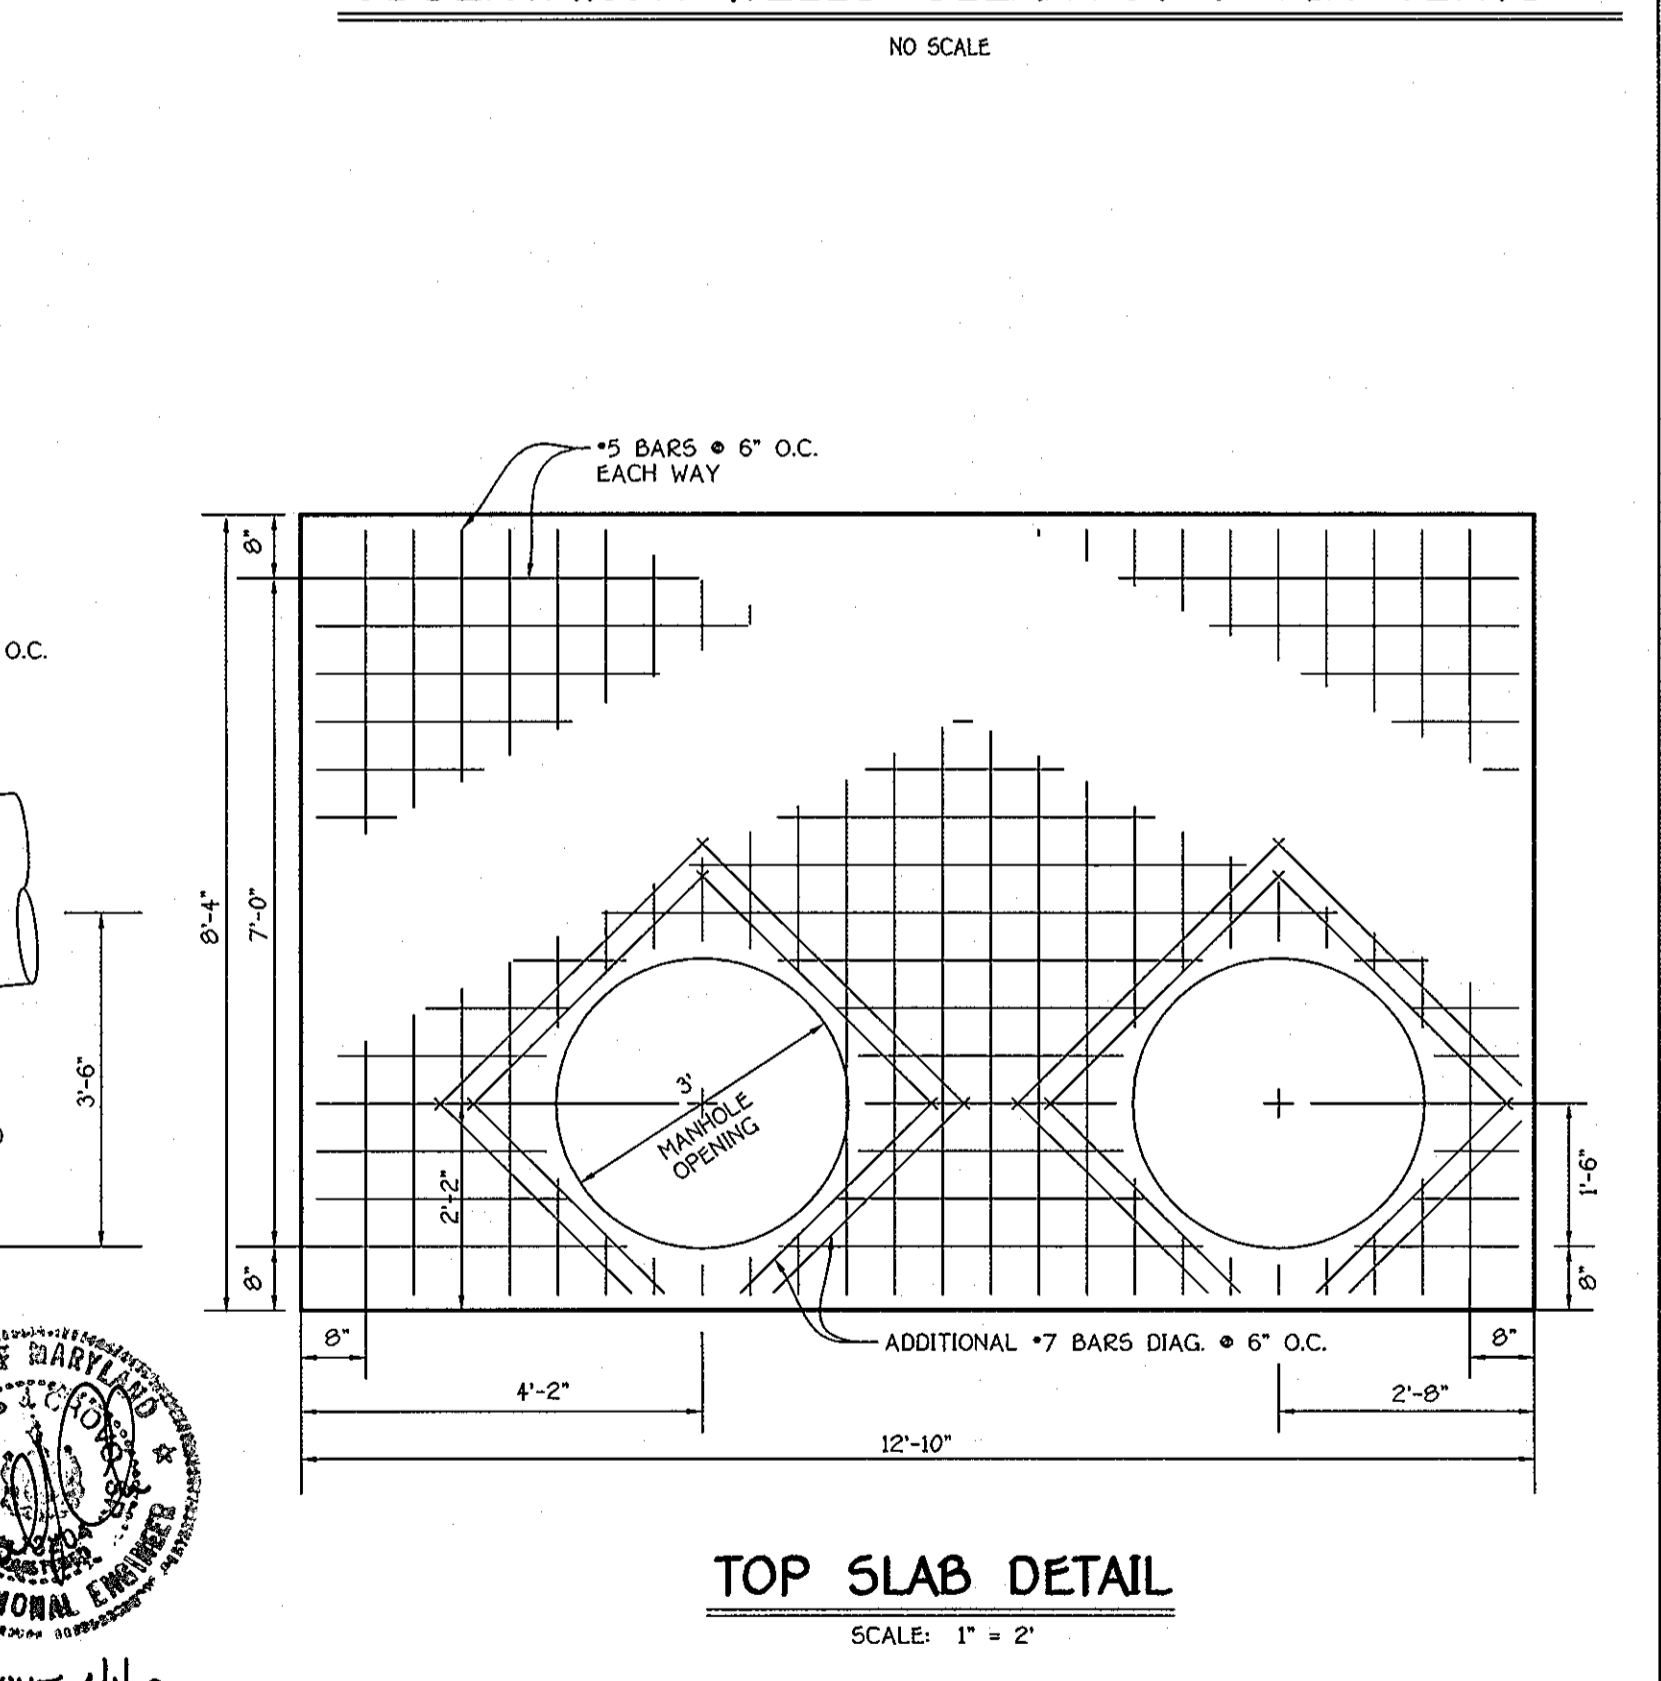 NO SCALE
•5 BARS @ 6" O.C.
EACH WAY
O.C.
8"
8'-4"
7'-0"
3'-6"
3'
MANHOLE
OPENING
2'-2"
1'-6"
8"
8"
8"
ADDITIONAL •7 BARS DIAG. @ 6" O.C.
8"
4'-2"
2'-8"
12'-10"
MARYLAND
ENGINEER
TOP SLAB DETAIL
SCALE: 1" = 2'